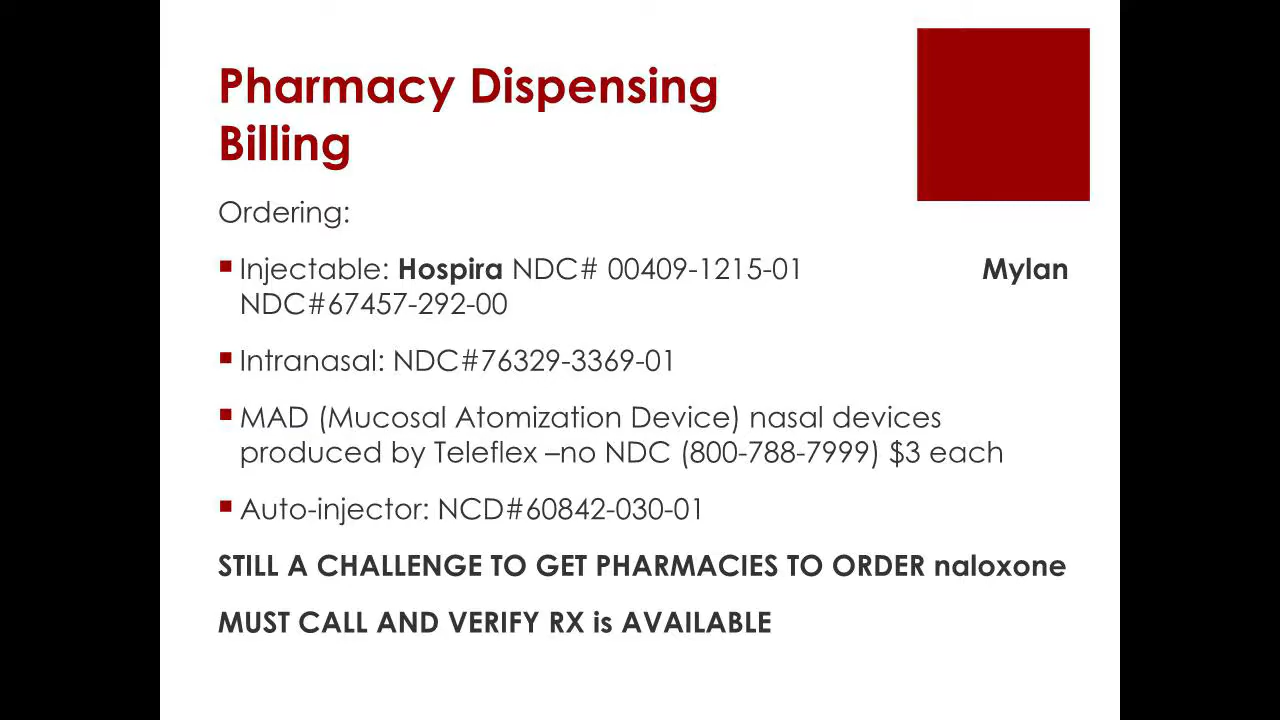 Pharmacy Dispensing
Billing
Ordering:
▪ Injectable: Hospira NDC# 00409-1215-01 Mylan
NDC#67457-292-00
▪ Intranasal: NDC#76329-3369-01
▪ MAD (Mucosal Atomization Device) nasal devices
produced by Teleflex –no NDC (800-788-7999) $3 each
▪ Auto-injector: NCD#60842-030-01
STILL A CHALLENGE TO GET PHARMACIES TO ORDER naloxone
MUST CALL AND VERIFY RX is AVAILABLE